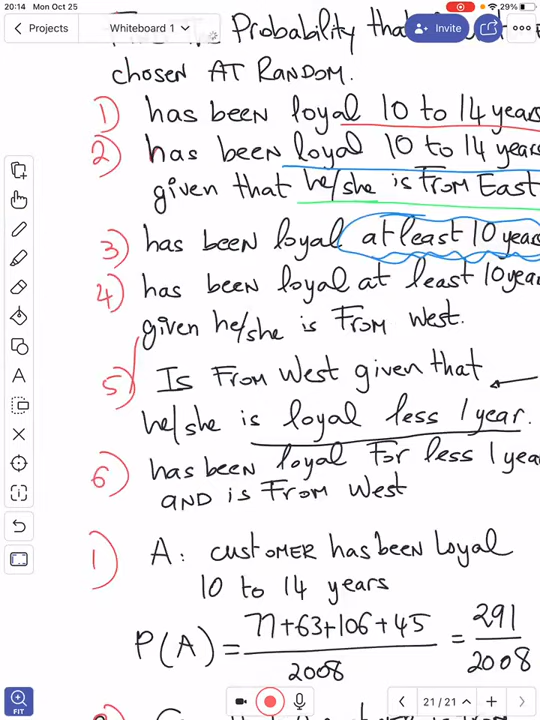 20:14 Mon Oct 25
29%
Projects
Whiteboard 1
Invite
Probability that
chosen AT RANDOM.
1) has been loyal 10 to 14 years
2) has been loyal 10 to 14 years
given that he/she is From East
3) has been loyal at least 10 years
4) has been loyal at least 10 year
given he/she is From West.
5) Is From West given that
he/she is loyal less 1 year.
6) has been loyal For less 1 yea
AND is From West
1) A: customer has been Loyal
10 to 14 years
P(A) = 77+63+106+45 / 2008 = 291 / 2008
FIT
21/21